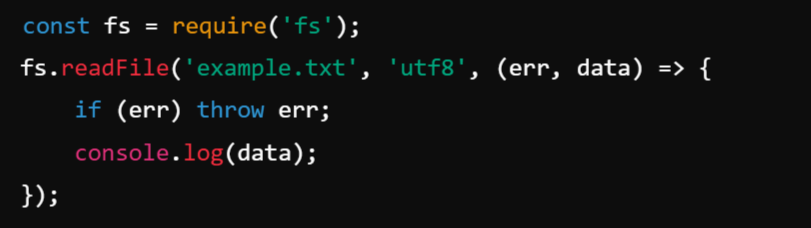 const fs = require('fs');
fs.readFile('example.txt', 'utf8', (err, data) => {
    if (err) throw err;
    console.log(data);
});